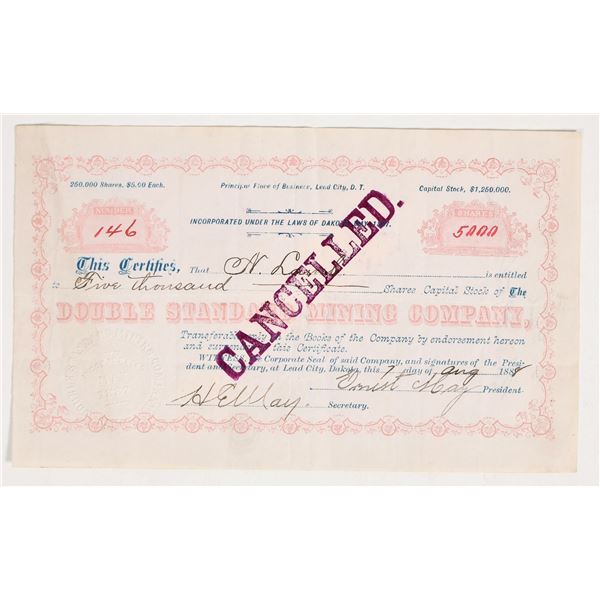 250,000 Shares, $5.00 Each.
Principal Place of Business, Lead City, D. T.
Capital Stock, $1,250,000.
NUMBER
146
INCORPORATED UNDER THE LAWS OF DAKOTA
SHARES
5000
This Certifies, That N. is entitled
to Five thousand Shares Capital Stock of The
DOUBLE STANDARD MINING COMPANY,
Transferable only on the Books of the Company by endorsement hereon
and surrender of this Certificate.
WITNESS the Corporate Seal of said Company, and signatures of the Presi-
dent and Secretary, at Lead City, Dakota, this 7 day of Aug 1888
Ernest May President.
H E May. Secretary.
CANCELLED.